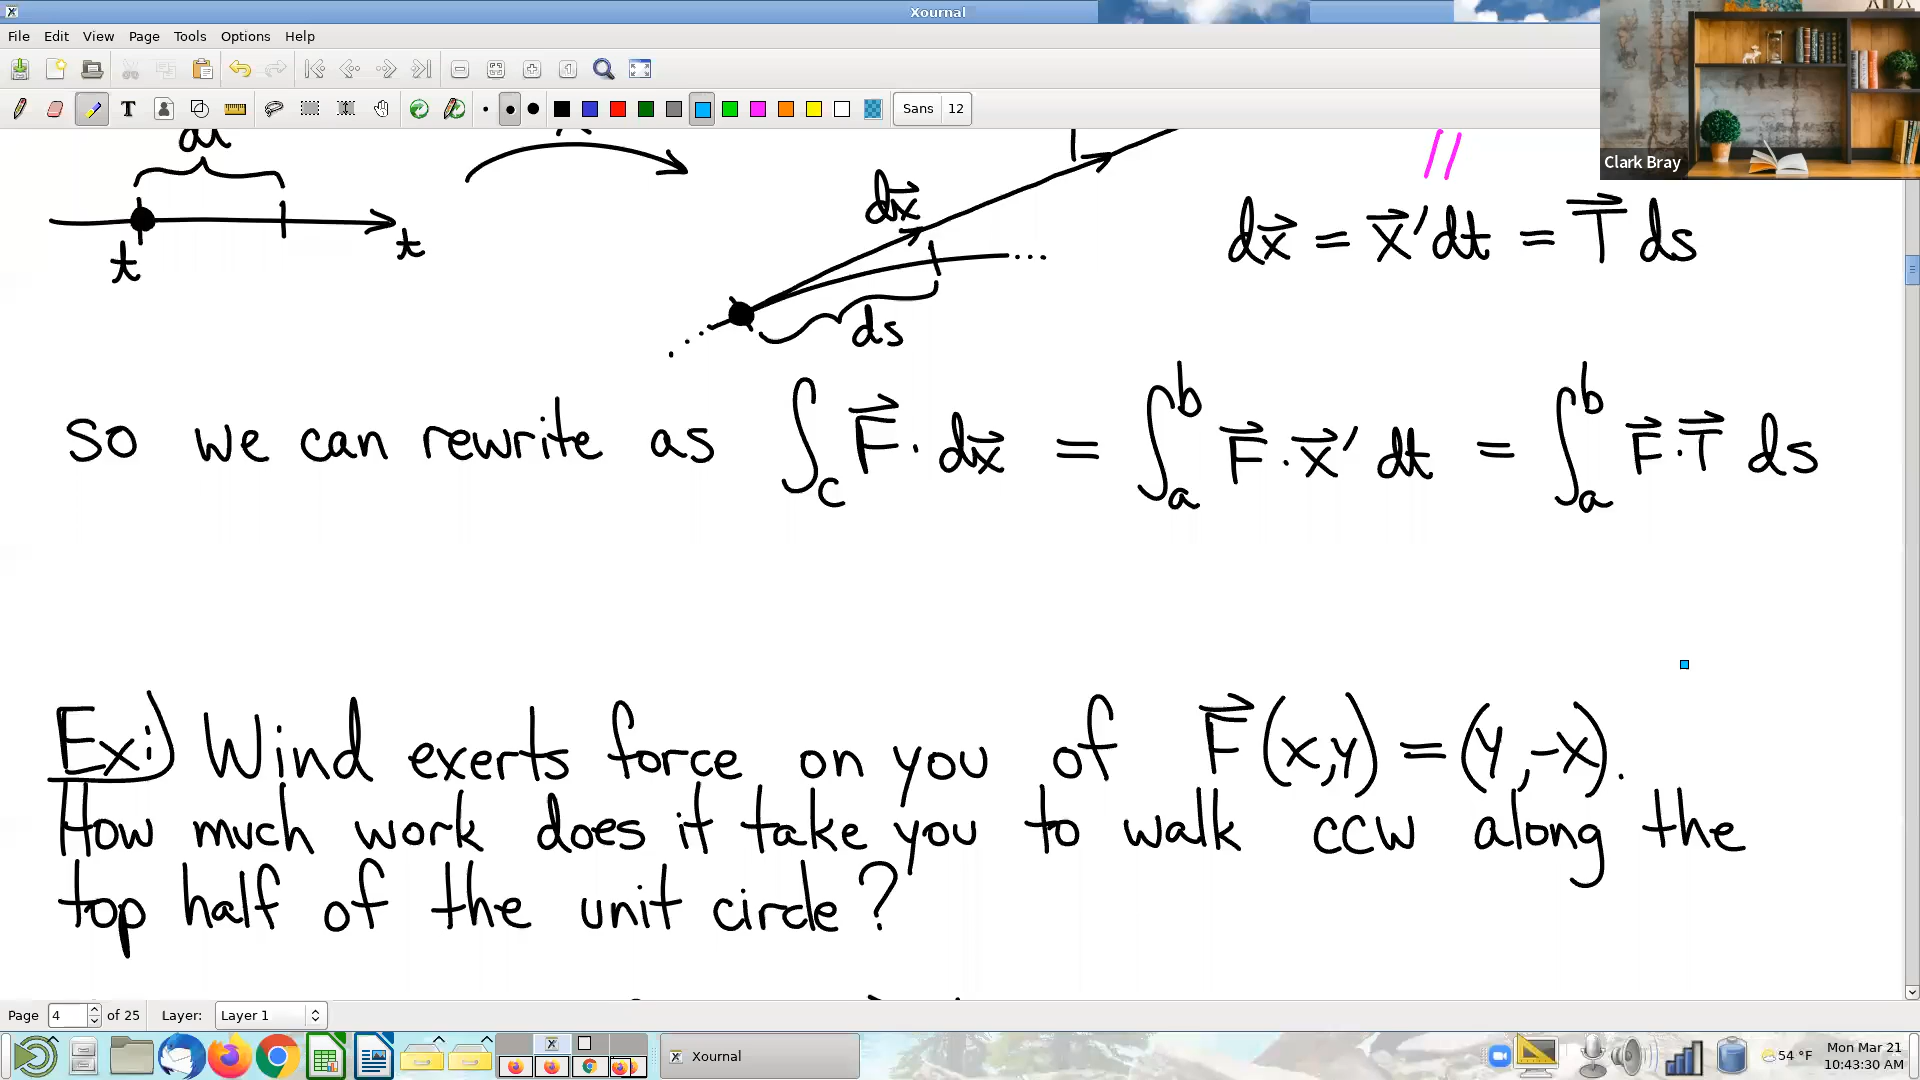 Xournal
File Edit View Page Tools Options Help
Sans 12
Clark Bray
t
t
dx⃗
ds
dx⃗ = x⃗′dt = T⃗ ds
so we can rewrite as ∫_C F⃗ · dx⃗ = ∫_a^b F⃗ · x⃗′ dt = ∫_a^b F⃗ · T⃗ ds
Ex: Wind exerts force on you of F⃗(x,y) = (y,-x).
How much work does it take you to walk ccw along the
top half of the unit circle?
Page 4 of 25 Layer: Layer 1
Xournal
54 °F
Mon Mar 21
10:43:30 AM